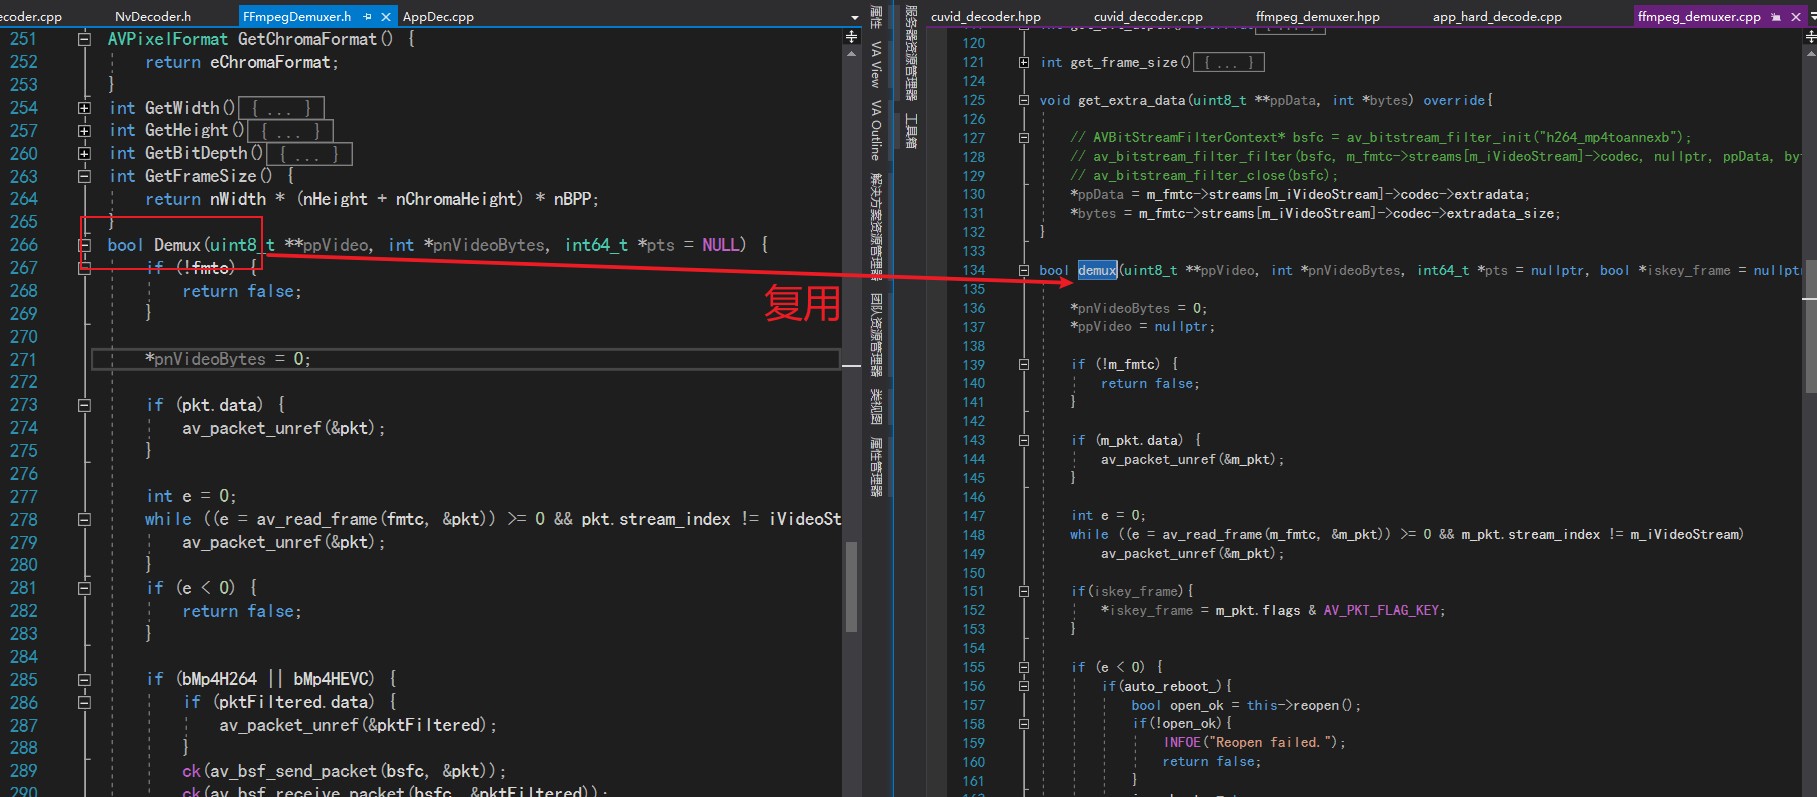 ecoder.cpp NvDecoder.h FFmpegDemuxer.h AppDec.cpp
251 AVPixelFormat GetChromaFormat() {
252 return eChromaFormat;
253 }
254 int GetWidth() { ... }
257 int GetHeight() { ... }
260 int GetBitDepth() { ... }
263 int GetFrameSize() {
264 return nWidth * (nHeight + nChromaHeight) * nBPP;
265 }
266 bool Demux(uint8_t **ppVideo, int *pnVideoBytes, int64_t *pts = NULL) {
267 if (!fmtc) {
268 return false;
269 }
270
271 *pnVideoBytes = 0;
272
273 if (pkt.data) {
274 av_packet_unref(&pkt);
275 }
276
277 int e = 0;
278 while ((e = av_read_frame(fmtc, &pkt)) >= 0 && pkt.stream_index != iVideoSt
279 av_packet_unref(&pkt);
280 }
281 if (e < 0) {
282 return false;
283 }
284
285 if (bMp4H264 || bMp4HEVC) {
286 if (pktFiltered.data) {
287 av_packet_unref(&pktFiltered);
288 }
289 ck(av_bsf_send_packet(bsfc, &pkt));
290 ck(av_bsf_receive_packet(bsfc, &pktFiltered));
复用
属性
VA View
VA Outline
解决方案资源管理器
团队资源管理器
类视图
属性管理器
服务器资源管理器
工具箱
cuvid_decoder.hpp cuvid_decoder.cpp ffmpeg_demuxer.hpp app_hard_decode.cpp ffmpeg_demuxer.cpp
120
121 int get_frame_size() { ... }
124
125 void get_extra_data(uint8_t **ppData, int *bytes) override{
126
127 // AVBitStreamFilterContext* bsfc = av_bitstream_filter_init("h264_mp4toannexb");
128 // av_bitstream_filter_filter(bsfc, m_fmtc->streams[m_iVideoStream]->codec, nullptr, ppData, by
129 // av_bitstream_filter_close(bsfc);
130 *ppData = m_fmtc->streams[m_iVideoStream]->codec->extradata;
131 *bytes = m_fmtc->streams[m_iVideoStream]->codec->extradata_size;
132 }
133
134 bool demux(uint8_t **ppVideo, int *pnVideoBytes, int64_t *pts = nullptr, bool *iskey_frame = nullptr
135
136 *pnVideoBytes = 0;
137 *ppVideo = nullptr;
138
139 if (!m_fmtc) {
140 return false;
141 }
142
143 if (m_pkt.data) {
144 av_packet_unref(&m_pkt);
145 }
146
147 int e = 0;
148 while ((e = av_read_frame(m_fmtc, &m_pkt)) >= 0 && m_pkt.stream_index != m_iVideoStream)
149 av_packet_unref(&m_pkt);
150
151 if(iskey_frame){
152 *iskey_frame = m_pkt.flags & AV_PKT_FLAG_KEY;
153 }
154
155 if (e < 0) {
156 if(auto_reboot_){
157 bool open_ok = this->reopen();
158 if(!open_ok){
159 INFOE("Reopen failed.");
160 return false;
161 }